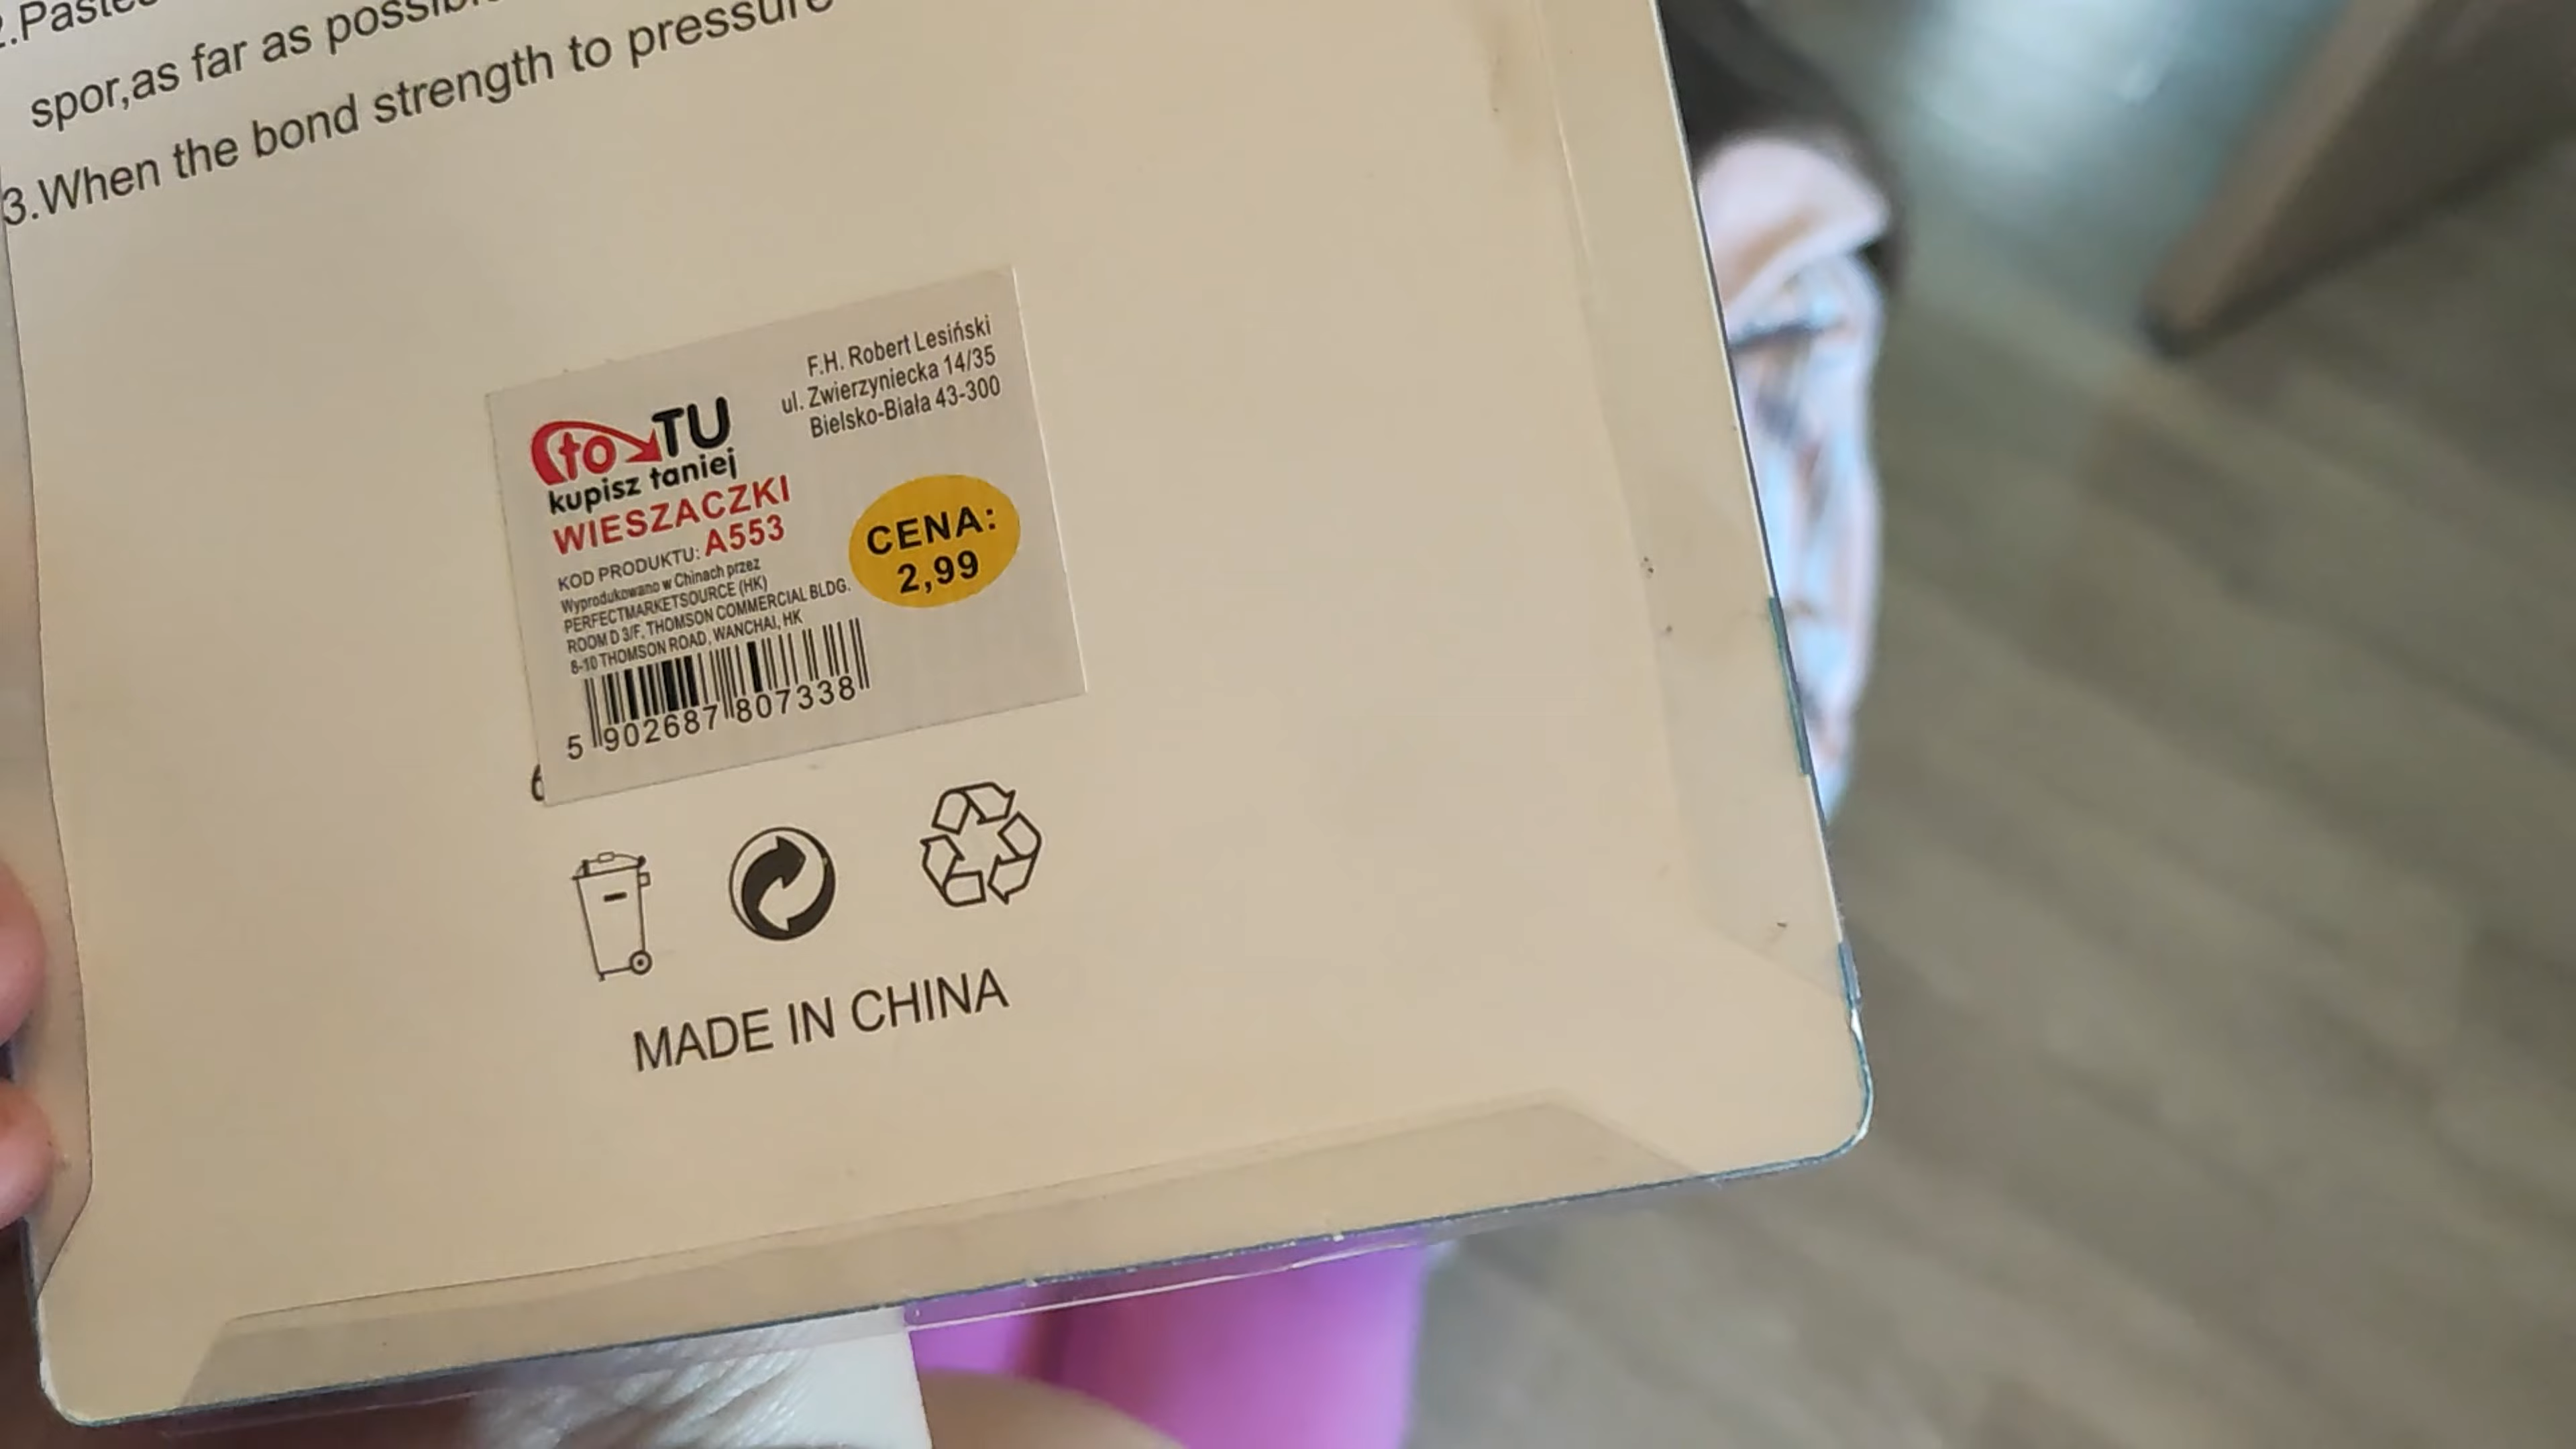 spor,as far as
3.When the bond strength to pressure
F.H. Robert Lesiński
ul. Zwierzyniecka 14/35
Bielsko-Biała 43-300
to TU
kupisz taniej
WIESZACZKI
KOD PRODUKTU: A553
Wyprodukowano w Chinach przez
PERFECTMARKETSOURCE (HK)
ROOM D 3/F, THOMSON COMMERCIAL BLDG.
8-10 THOMSON ROAD, WANCHAI, HK
CENA:
2,99
5 902687 807338
6
MADE IN CHINA